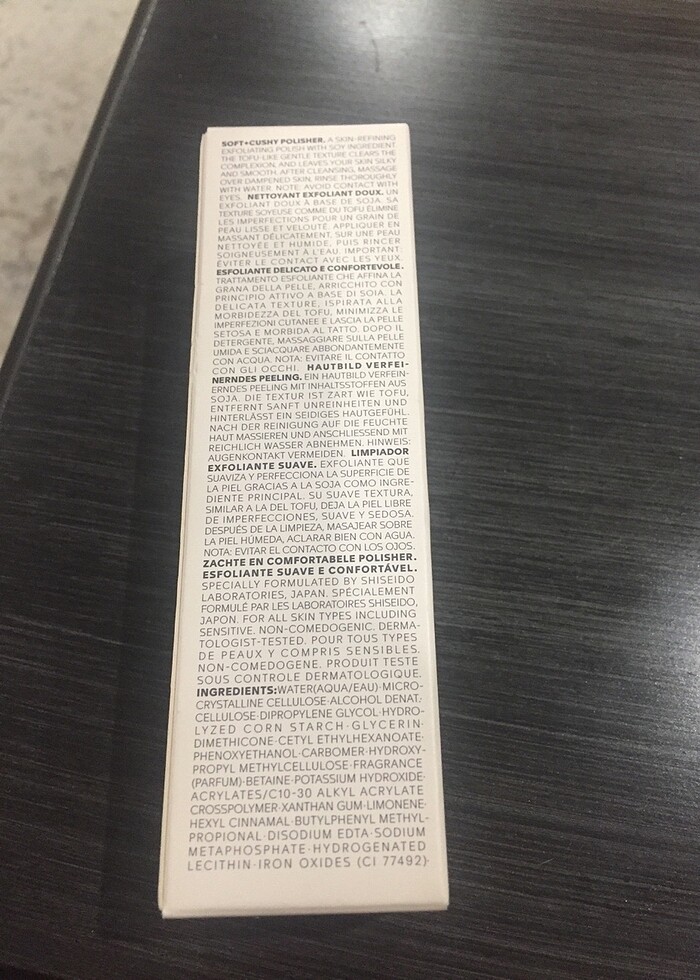 SOFT+CUSHY POLISHER. A SKIN-REFINING
EXFOLIATING POLISH WITH SOY INGREDIENT.
THE TOFU-LIKE GENTLE TEXTURE CLEARS THE
COMPLEXION, AND LEAVES YOUR SKIN SILKY
AND SMOOTH. AFTER CLEANSING, MASSAGE
OVER DAMPENED SKIN, RINSE THOROUGHLY
WITH WATER. NOTE: AVOID CONTACT WITH
EYES. NETTOYANT EXFOLIANT DOUX. UN
EXFOLIANT DOUX À BASE DE SOJA. SA
TEXTURE SOYEUSE COMME DU TOFU ÉLIMINE
LES IMPERFECTIONS POUR UN GRAIN DE
PEAU LISSE ET VELOUTÉ. APPLIQUER EN
MASSANT DÉLICATEMENT, SUR UNE PEAU
NETTOYÉE ET HUMIDE, PUIS RINCER
SOIGNEUSEMENT À L'EAU. IMPORTANT:
ÉVITER LE CONTACT AVEC LES YEUX.
ESFOLIANTE DELICATO E CONFORTEVOLE.
TRATTAMENTO ESFOLIANTE CHE AFFINA LA
GRANA DELLA PELLE, ARRICCHITO CON
PRINCIPIO ATTIVO A BASE DI SOIA. LA
DELICATA TEXTURE, ISPIRATA ALLA
MORBIDEZZA DEL TOFU, MINIMIZZA LE
IMPERFEZIONI CUTANEE E LASCIA LA PELLE
SETOSA E MORBIDA AL TATTO. DOPO IL
DETERGENTE, MASSAGGIARE SULLA PELLE
UMIDA E SCIACQUARE ABBONDANTEMENTE
CON ACQUA. NOTA: EVITARE IL CONTATTO
CON GLI OCCHI. HAUTBILD VERFEI-
NERNDES PEELING. EIN HAUTBILD VERFEIN-
ERNDES PEELING MIT INHALTSSTOFFEN AUS
SOJA. DIE TEXTUR IST ZART WIE TOFU,
ENTFERNT SANFT UNREINHEITEN UND
HINTERLÄSST EIN SEIDIGES HAUTGEFÜHL.
NACH DER REINIGUNG AUF DIE FEUCHTE
HAUT MASSIEREN UND ANSCHLIESSEND MIT
REICHLICH WASSER ABNEHMEN. HINWEIS:
AUGENKONTAKT VERMEIDEN. LIMPIADOR
EXFOLIANTE SUAVE. EXFOLIANTE QUE
SUAVIZA Y PERFECCIONA LA SUPERFICIE DE
LA PIEL GRACIAS A LA SOJA COMO INGRE-
DIENTE PRINCIPAL. SU SUAVE TEXTURA,
SIMILAR A LA DEL TOFU, DEJA LA PIEL LIBRE
DE IMPERFECCIONES, SUAVE Y SEDOSA.
DESPUÉS DE LA LIMPIEZA, MASAJEAR SOBRE
LA PIEL HÚMEDA, ACLARAR BIEN CON AGUA.
NOTA: EVITAR EL CONTACTO CON LOS OJOS.
ZACHTE EN COMFORTABELE POLISHER.
ESFOLIANTE SUAVE E CONFORTÁVEL.
SPECIALLY FORMULATED BY SHISEIDO
LABORATORIES, JAPAN. SPÉCIALEMENT
FORMULÉ PAR LES LABORATOIRES SHISEIDO,
JAPON. FOR ALL SKIN TYPES INCLUDING
SENSITIVE. NON-COMEDOGENIC. DERMA-
TOLOGIST-TESTED. POUR TOUS TYPES
DE PEAUX Y COMPRIS SENSIBLES.
NON-COMEDOGENE. PRODUIT TESTE
SOUS CONTROLE DERMATOLOGIQUE.
INGREDIENTS:WATER(AQUA/EAU)·MICRO-
CRYSTALLINE CELLULOSE·ALCOHOL DENAT.·
CELLULOSE·DIPROPYLENE GLYCOL·HYDRO-
LYZED CORN STARCH·GLYCERIN·
DIMETHICONE·CETYL ETHYLHEXANOATE·
PHENOXYETHANOL·CARBOMER·HYDROXY-
PROPYL METHYLCELLULOSE·FRAGRANCE
(PARFUM)·BETAINE·POTASSIUM HYDROXIDE·
ACRYLATES/C10-30 ALKYL ACRYLATE
CROSSPOLYMER·XANTHAN GUM·LIMONENE·
HEXYL CINNAMAL·BUTYLPHENYL METHYL-
PROPIONAL·DISODIUM EDTA·SODIUM
METAPHOSPHATE·HYDROGENATED
LECITHIN·IRON OXIDES (CI 77492)·